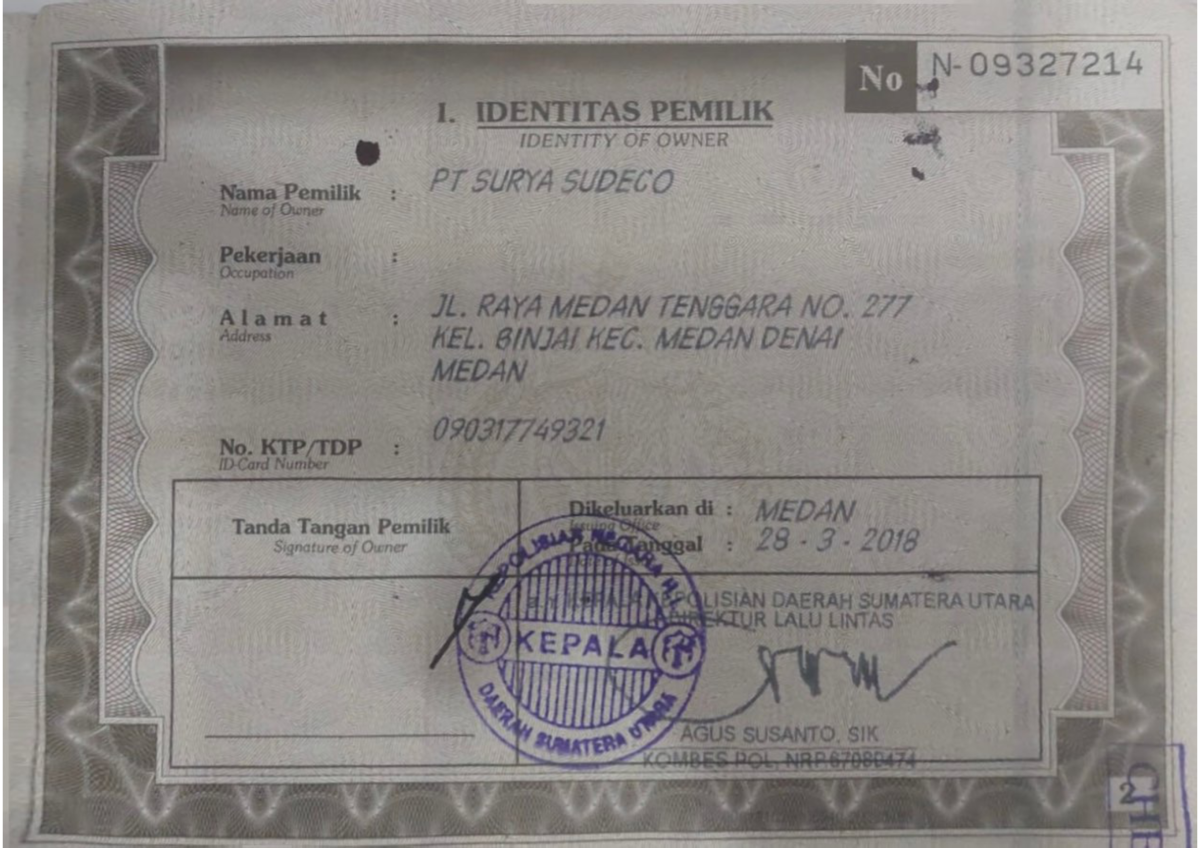 No N-09327214
I. IDENTITAS PEMILIK
IDENTITY OF OWNER
Nama Pemilik : PT SURYA SUDECO
Name of Owner
Pekerjaan :
Occupation
Alamat : JL. RAYA MEDAN TENGGARA NO. 277
Address
KEL. BINJAI KEC. MEDAN DENAI
MEDAN
No. KTP/TDP : 090317749321
ID-Card Number
Tanda Tangan Pemilik
Signature of Owner
Dikeluarkan di : MEDAN
Issuing Office
Pada Tanggal : 28 - 3 - 2018
KEPOLISIAN DAERAH SUMATERA UTARA
DIREKTUR LALU LINTAS
KEPALA
DAERAH SUMATERA UTARA
AGUS SUSANTO, SIK
KOMBES POL. NRP.
2
CHE